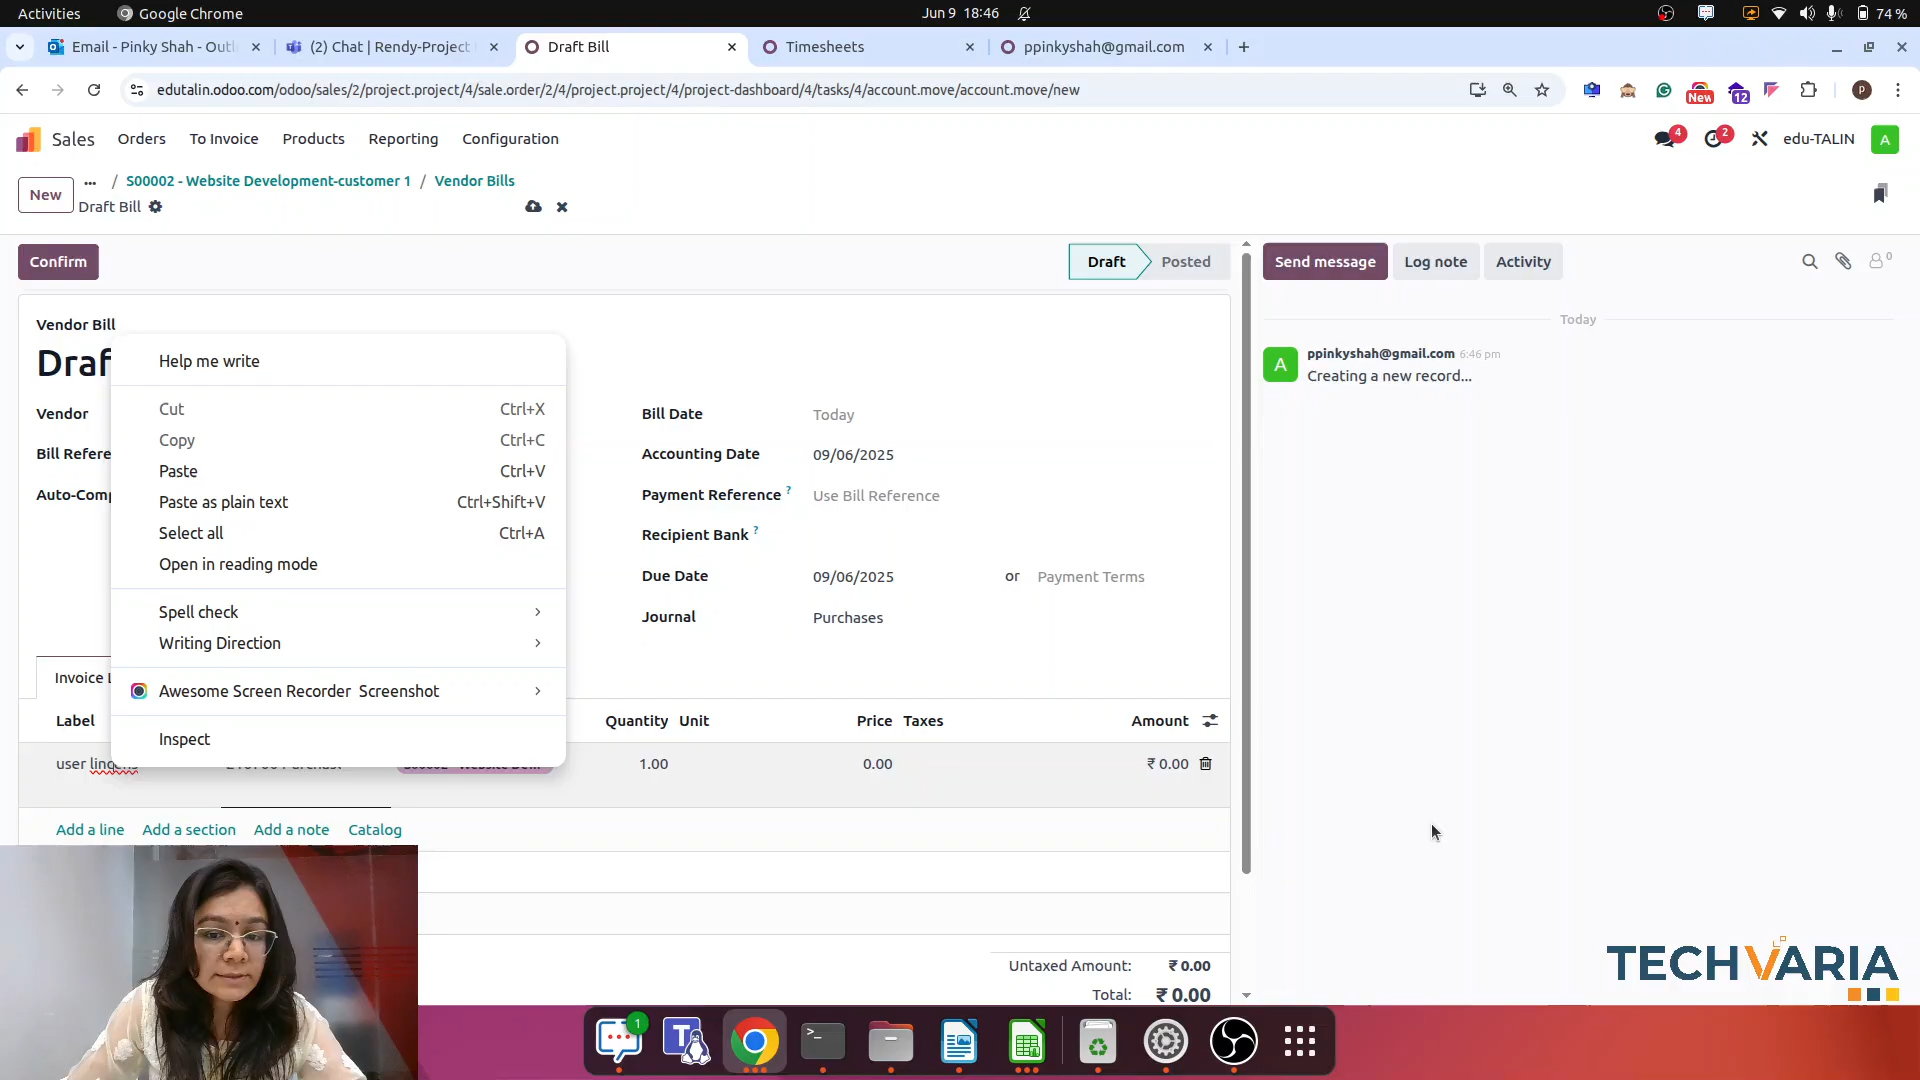 Activities
Google Chrome
Jun 9 18:46
74 %
Email - Pinky Shah - Outl
(2) Chat | Rendy-Project
Draft Bill
Timesheets
ppinkyshah@gmail.com
edutalin.odoo.com/odoo/sales/2/project.project/4/sale.order/2/4/project.project/4/project-dashboard/4/tasks/4/account.move/account.move/new
New
12
P
Sales
Orders
To Invoice
Products
Reporting
Configuration
4
2
edu-TALIN
A
New
... / S00002 - Website Development-customer 1 / Vendor Bills
Draft Bill
Confirm
Draft
Posted
Send message
Log note
Activity
0
Vendor Bill
Draf
Vendor
Bill Refere
Auto-Comp
Help me write
Cut Ctrl+X
Copy Ctrl+C
Paste Ctrl+V
Paste as plain text Ctrl+Shift+V
Select all Ctrl+A
Open in reading mode
Spell check
Writing Direction
Awesome Screen Recorder Screenshot
Inspect
Bill Date Today
Accounting Date 09/06/2025
Payment Reference ? Use Bill Reference
Recipient Bank ?
Due Date 09/06/2025 or Payment Terms
Journal Purchases
Today
A
ppinkyshah@gmail.com 6:46 pm
Creating a new record...
Invoice L
Label Quantity Unit Price Taxes Amount
user 1.00 0.00 ₹ 0.00
Add a line Add a section Add a note Catalog
Untaxed Amount: ₹ 0.00
Total: ₹ 0.00
TECHVARIA
1
T